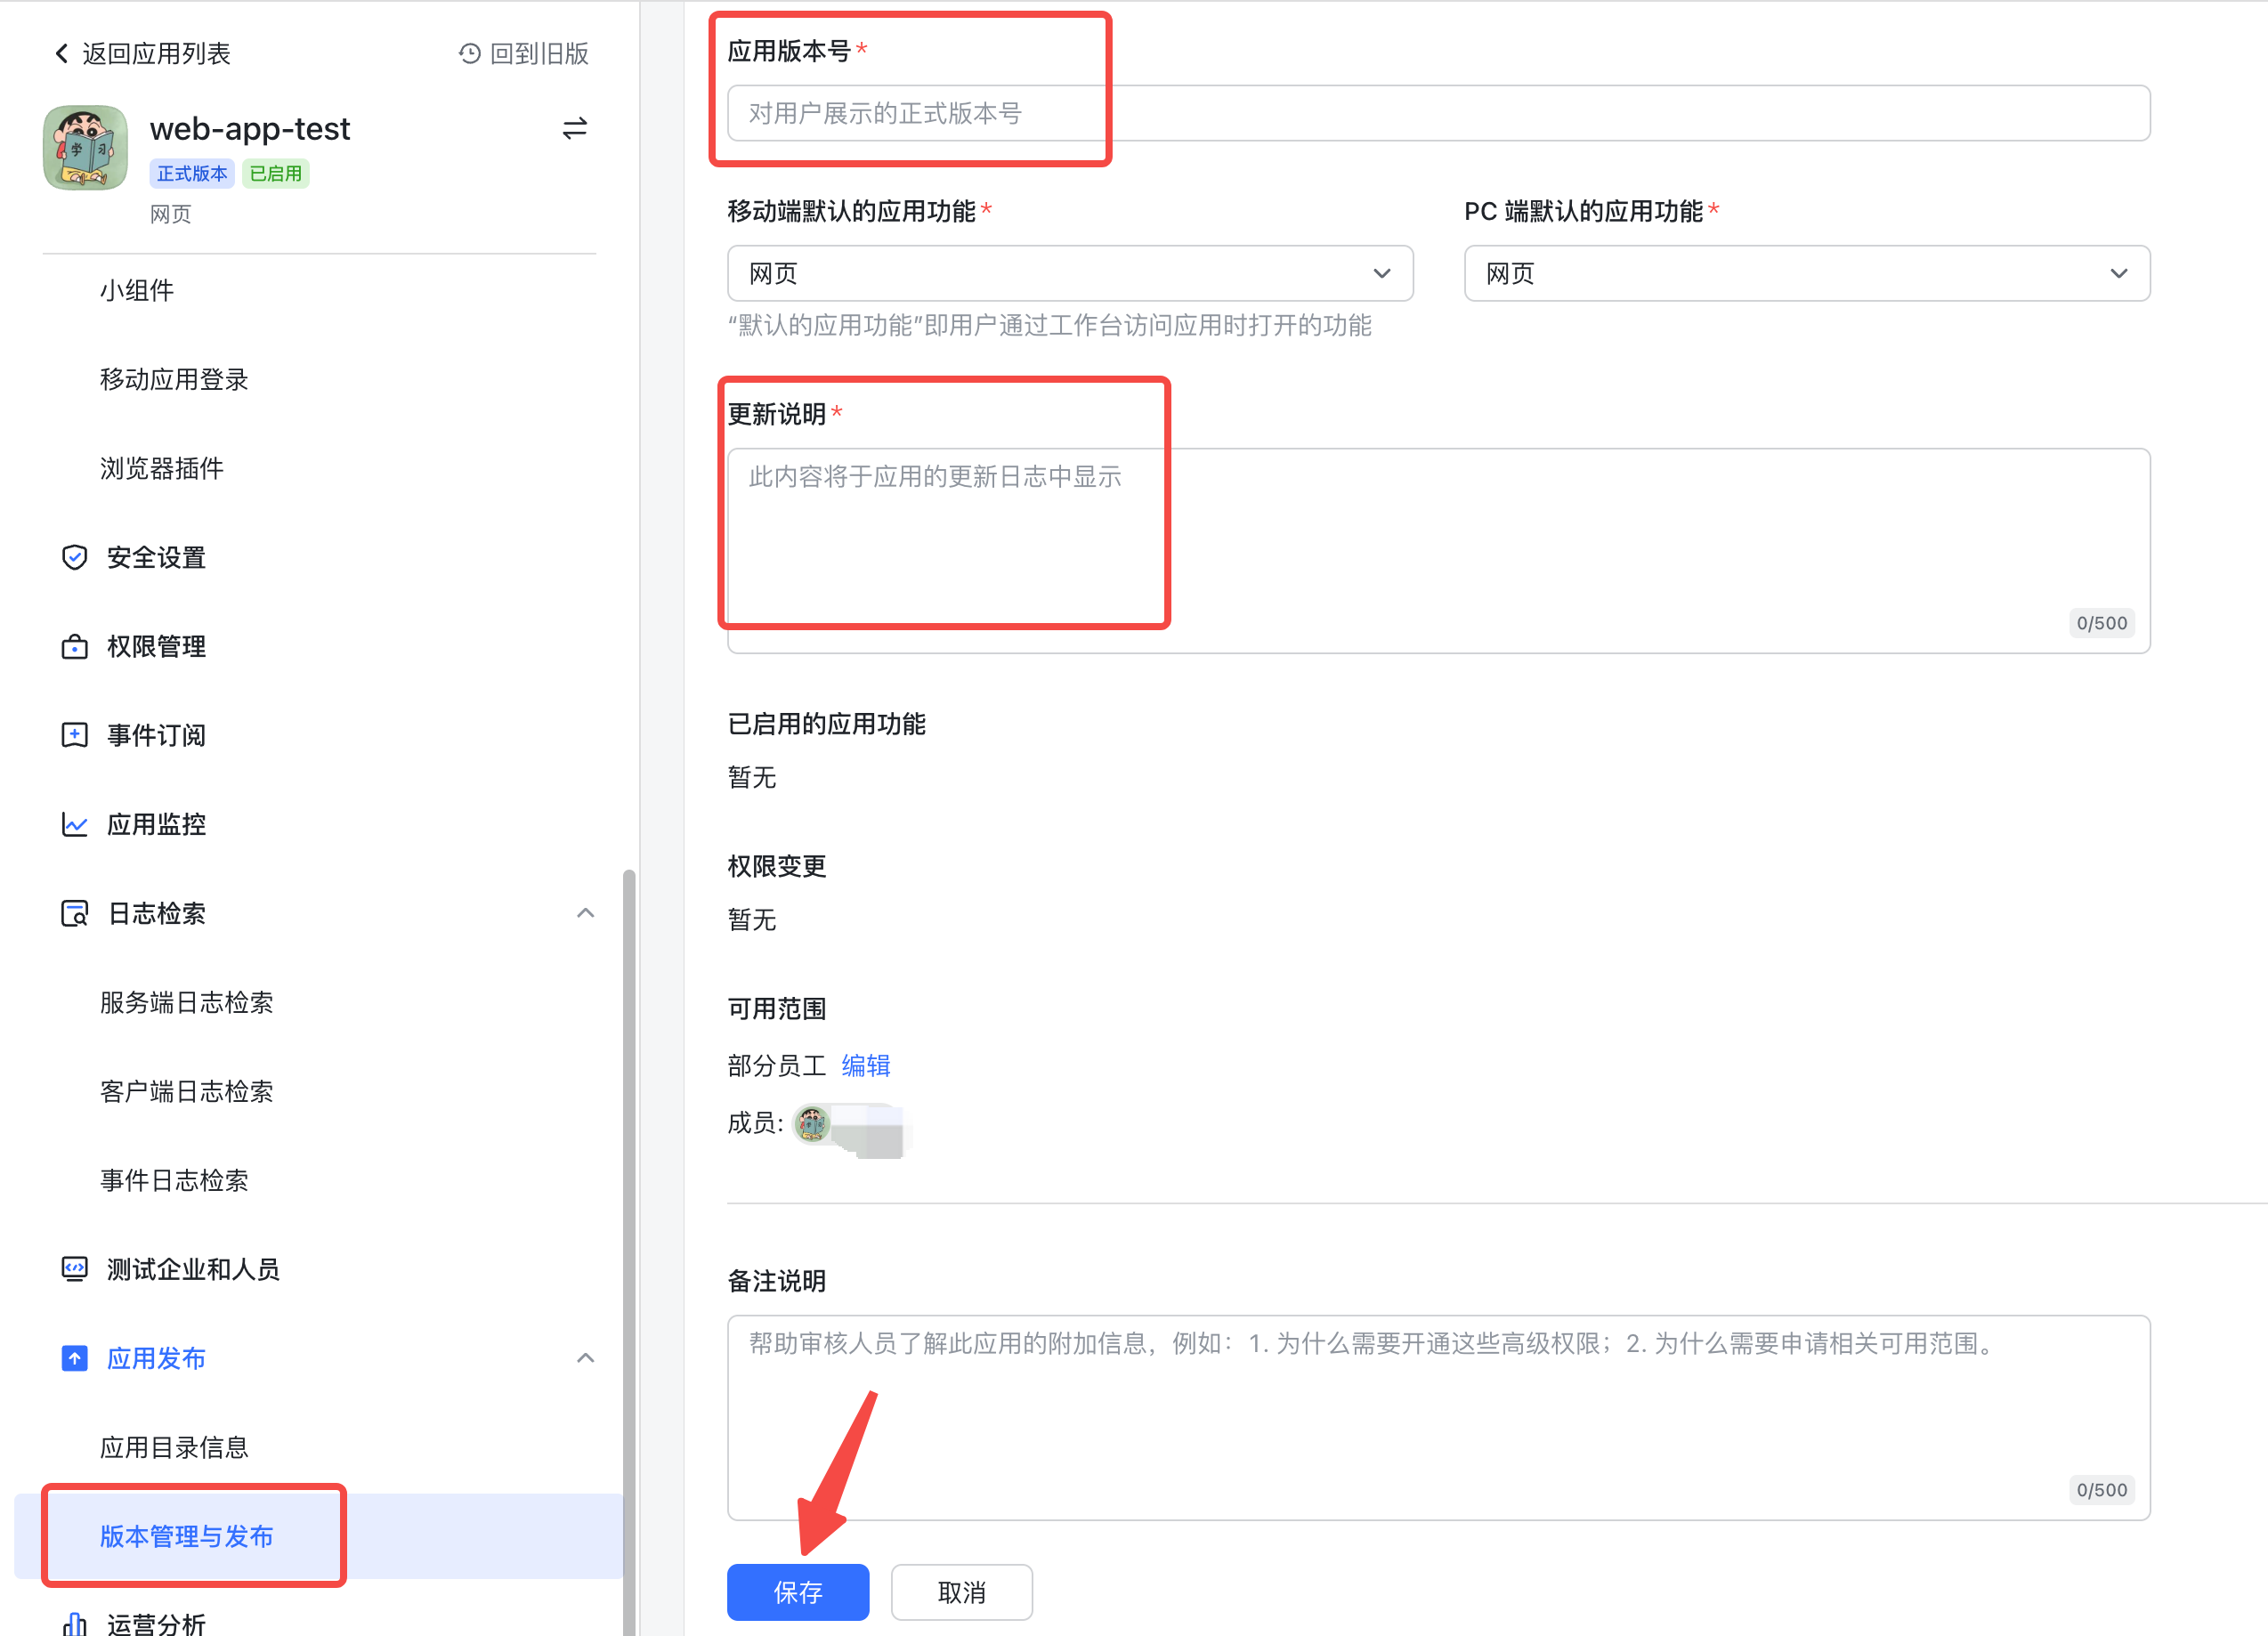 返回应用列表
回到旧版
web-app-test
正式版本
已启用
网页
小组件
移动应用登录
浏览器插件
安全设置
权限管理
事件订阅
应用监控
日志检索
服务端日志检索
客户端日志检索
事件日志检索
测试企业和人员
应用发布
应用目录信息
版本管理与发布
运营分析
应用版本号*
对用户展示的正式版本号
移动端默认的应用功能*
PC 端默认的应用功能*
网页
网页
“默认的应用功能”即用户通过工作台访问应用时打开的功能
更新说明*
此内容将于应用的更新日志中显示
0/500
已启用的应用功能
暂无
权限变更
暂无
可用范围
部分员工 编辑
成员:
备注说明
帮助审核人员了解此应用的附加信息，例如：1. 为什么需要开通这些高级权限；2. 为什么需要申请相关可用范围。
0/500
保存
取消
学习